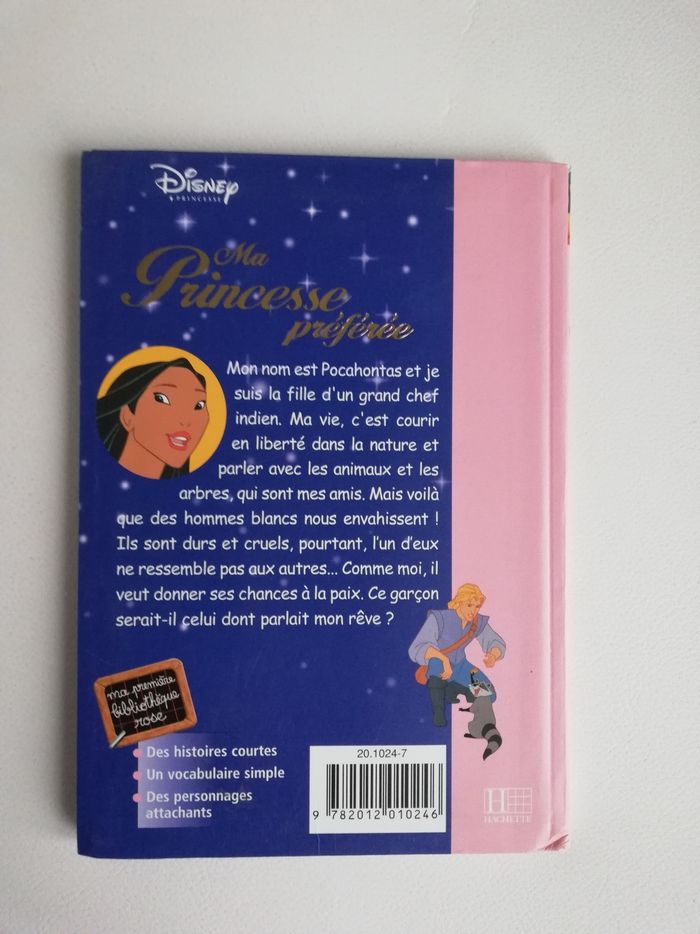 Disney
PRINCESSE
Ma
Princesse
préférée
Mon nom est Pocahontas et je
suis la fille d'un grand chef
indien. Ma vie, c'est courir
en liberté dans la nature et
parler avec les animaux et les
arbres, qui sont mes amis. Mais voilà
que des hommes blancs nous envahissent !
Ils sont durs et cruels, pourtant, l'un d'eux
ne ressemble pas aux autres... Comme moi, il
veut donner ses chances à la paix. Ce garçon
serait-il celui dont parlait mon rêve ?
ma première
bibliothèque
rose
Des histoires courtes
Un vocabulaire simple
Des personnages
attachants
20.1024-7
9 782012 010246
H
HACHETTE